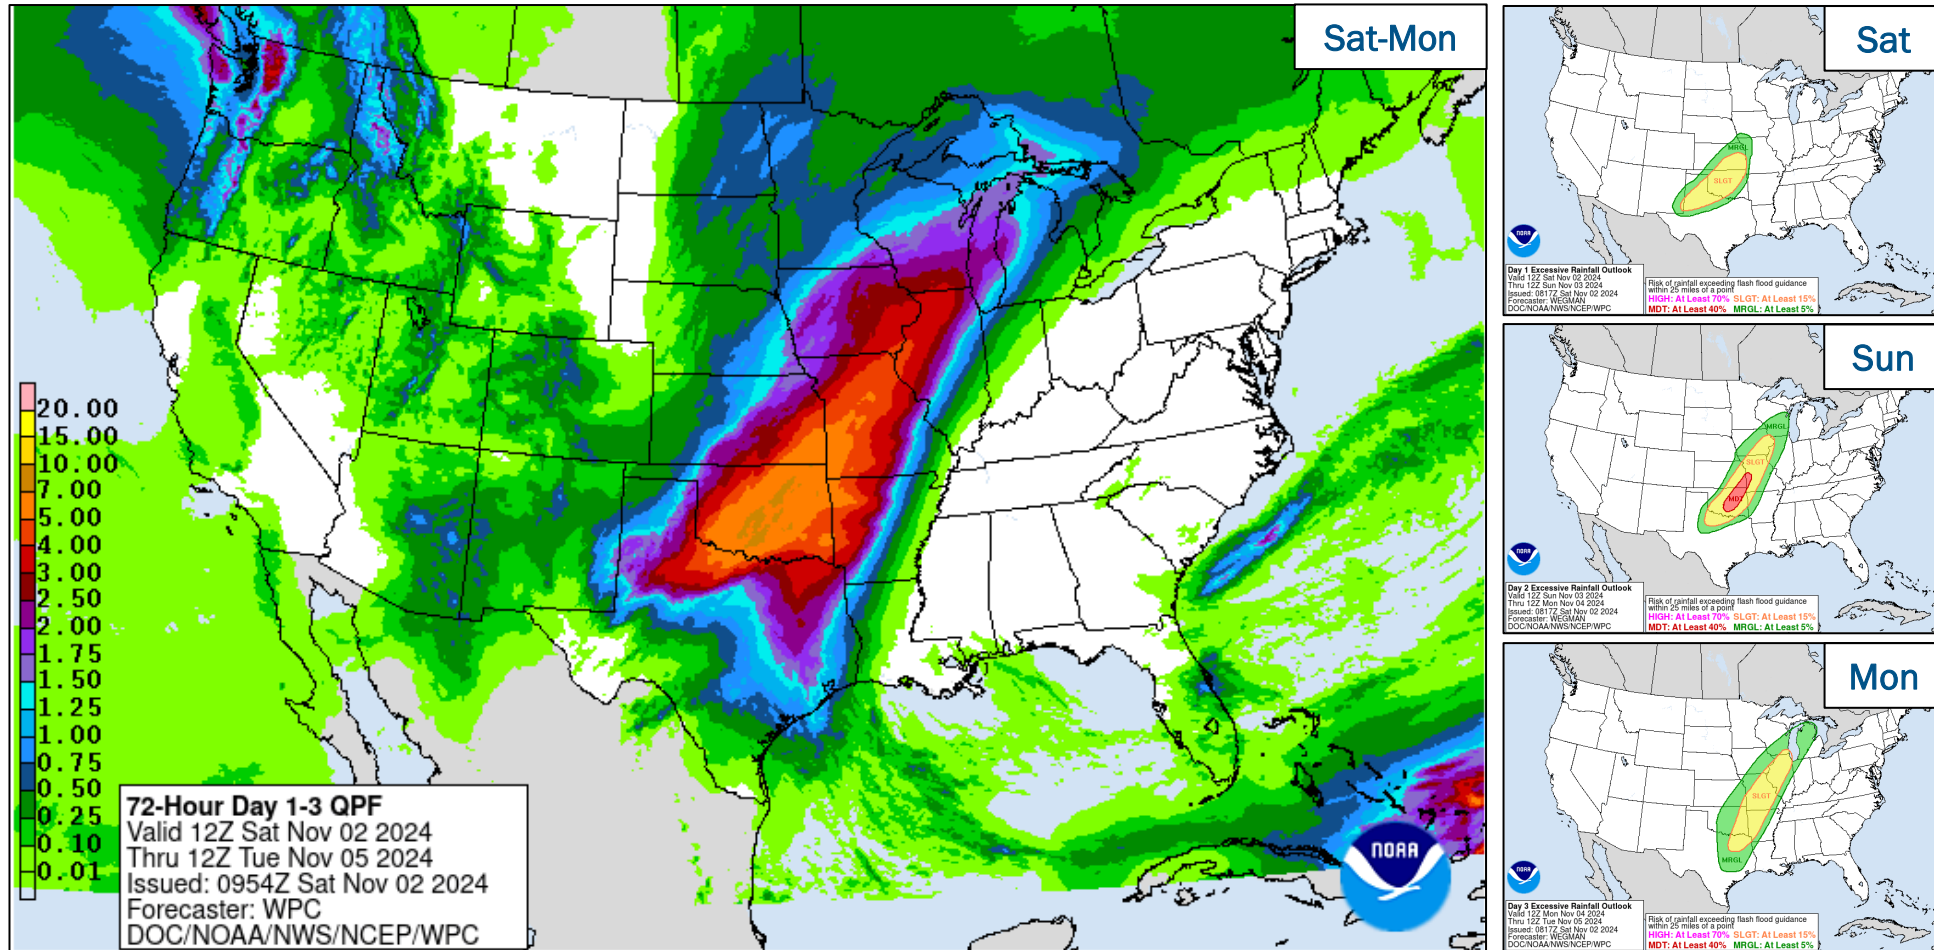 Sat-Mon
20.00
15.00
10.00
7.00
5.00
4.00
3.00
2.50
2.00
1.75
1.50
1.25
1.00
0.75
0.50
0.25
0.10
0.01
72-Hour Day 1-3 QPF
Valid 12Z Sat Nov 02 2024
Thru 12Z Tue Nov 05 2024
Issued: 0954Z Sat Nov 02 2024
Forecaster: WPC
DOC/NOAA/NWS/NCEP/WPC
NOAA
Sat
MRGL
SLGT
NOAA
Day 1 Excessive Rainfall Outlook
Valid 12Z Sat Nov 02 2024
Thru 12Z Sun Nov 03 2024
Issued: 0817Z Sat Nov 02 2024
Forecaster: WEGMAN
DOC/NOAA/NWS/NCEP/WPC
Risk of rainfall exceeding flash flood guidance
within 25 miles of a point
HIGH: At Least 70% SLGT: At Least 15%
MDT: At Least 40% MRGL: At Least 5%
Sun
MRGL
SLGT
MDT
NOAA
Day 2 Excessive Rainfall Outlook
Valid 12Z Sun Nov 03 2024
Thru 12Z Mon Nov 04 2024
Issued: 0817Z Sat Nov 02 2024
Forecaster: WEGMAN
DOC/NOAA/NWS/NCEP/WPC
Risk of rainfall exceeding flash flood guidance
within 25 miles of a point
HIGH: At Least 70% SLGT: At Least 15%
MDT: At Least 40% MRGL: At Least 5%
Mon
SLGT
MRGL
NOAA
Day 3 Excessive Rainfall Outlook
Valid 12Z Mon Nov 04 2024
Thru 12Z Tue Nov 05 2024
Issued: 0817Z Sat Nov 02 2024
Forecaster: WEGMAN
DOC/NOAA/NWS/NCEP/WPC
Risk of rainfall exceeding flash flood guidance
within 25 miles of a point
HIGH: At Least 70% SLGT: At Least 15%
MDT: At Least 40% MRGL: At Least 5%